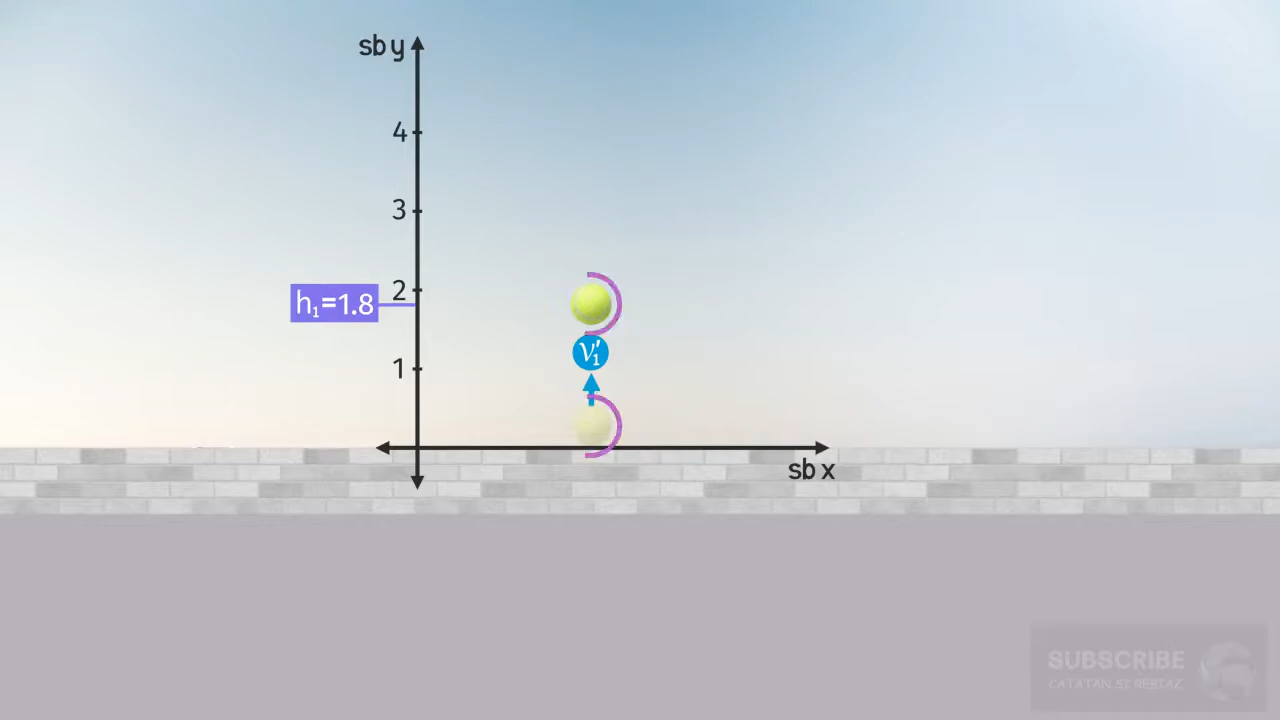 sb y
4
3
2
h₁=1.8
v₁′
1
sb x
SUBSCRIBE
CATATAN SI REBIAZ